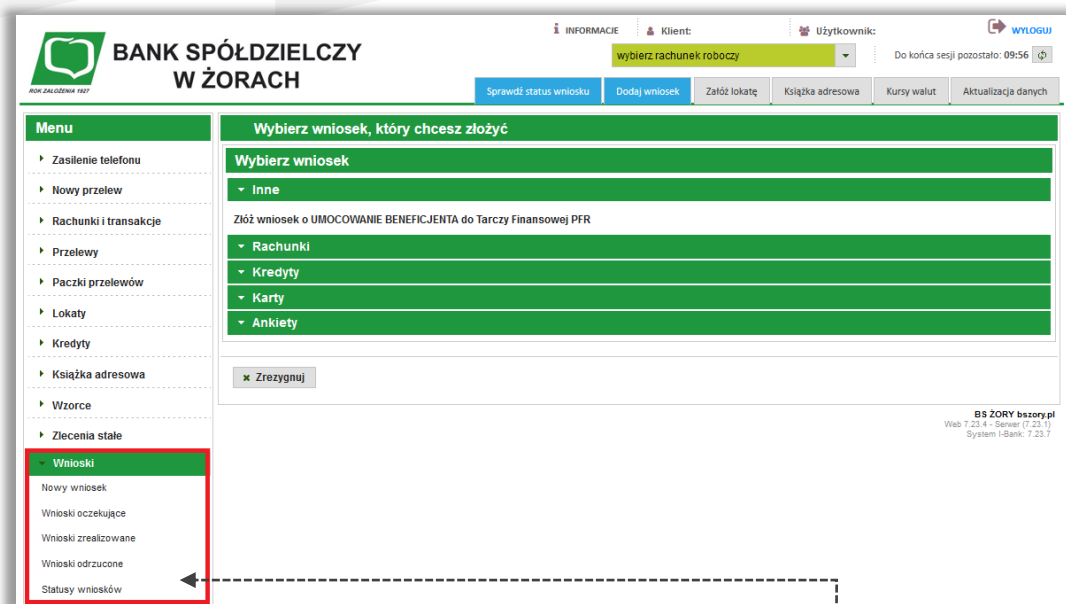 BANK SPÓŁDZIELCZY
W ŻORACH
ROK ZAŁOŻENIA 1927
INFORMACJE
Klient:
Użytkownik:
WYLOGUJ
wybierz rachunek roboczy
Do końca sesji pozostało: 09:56
Sprawdź status wniosku
Dodaj wniosek
Załóż lokatę
Książka adresowa
Kursy walut
Aktualizacja danych
Menu
Zasilenie telefonu
Nowy przelew
Rachunki i transakcje
Przelewy
Paczki przelewów
Lokaty
Kredyty
Książka adresowa
Wzorce
Zlecenia stałe
Wnioski
Nowy wniosek
Wnioski oczekujące
Wnioski zrealizowane
Wnioski odrzucone
Statusy wniosków
Wybierz wniosek, który chcesz złożyć
Wybierz wniosek
Inne
Złóż wniosek o UMOCOWANIE BENEFICJENTA do Tarczy Finansowej PFR
Rachunki
Kredyty
Karty
Ankiety
Zrezygnuj
BS ŻORY bszory.pl
Web 7.23.4 - Serwer (7.23.1)
System I-Bank: 7.23.7